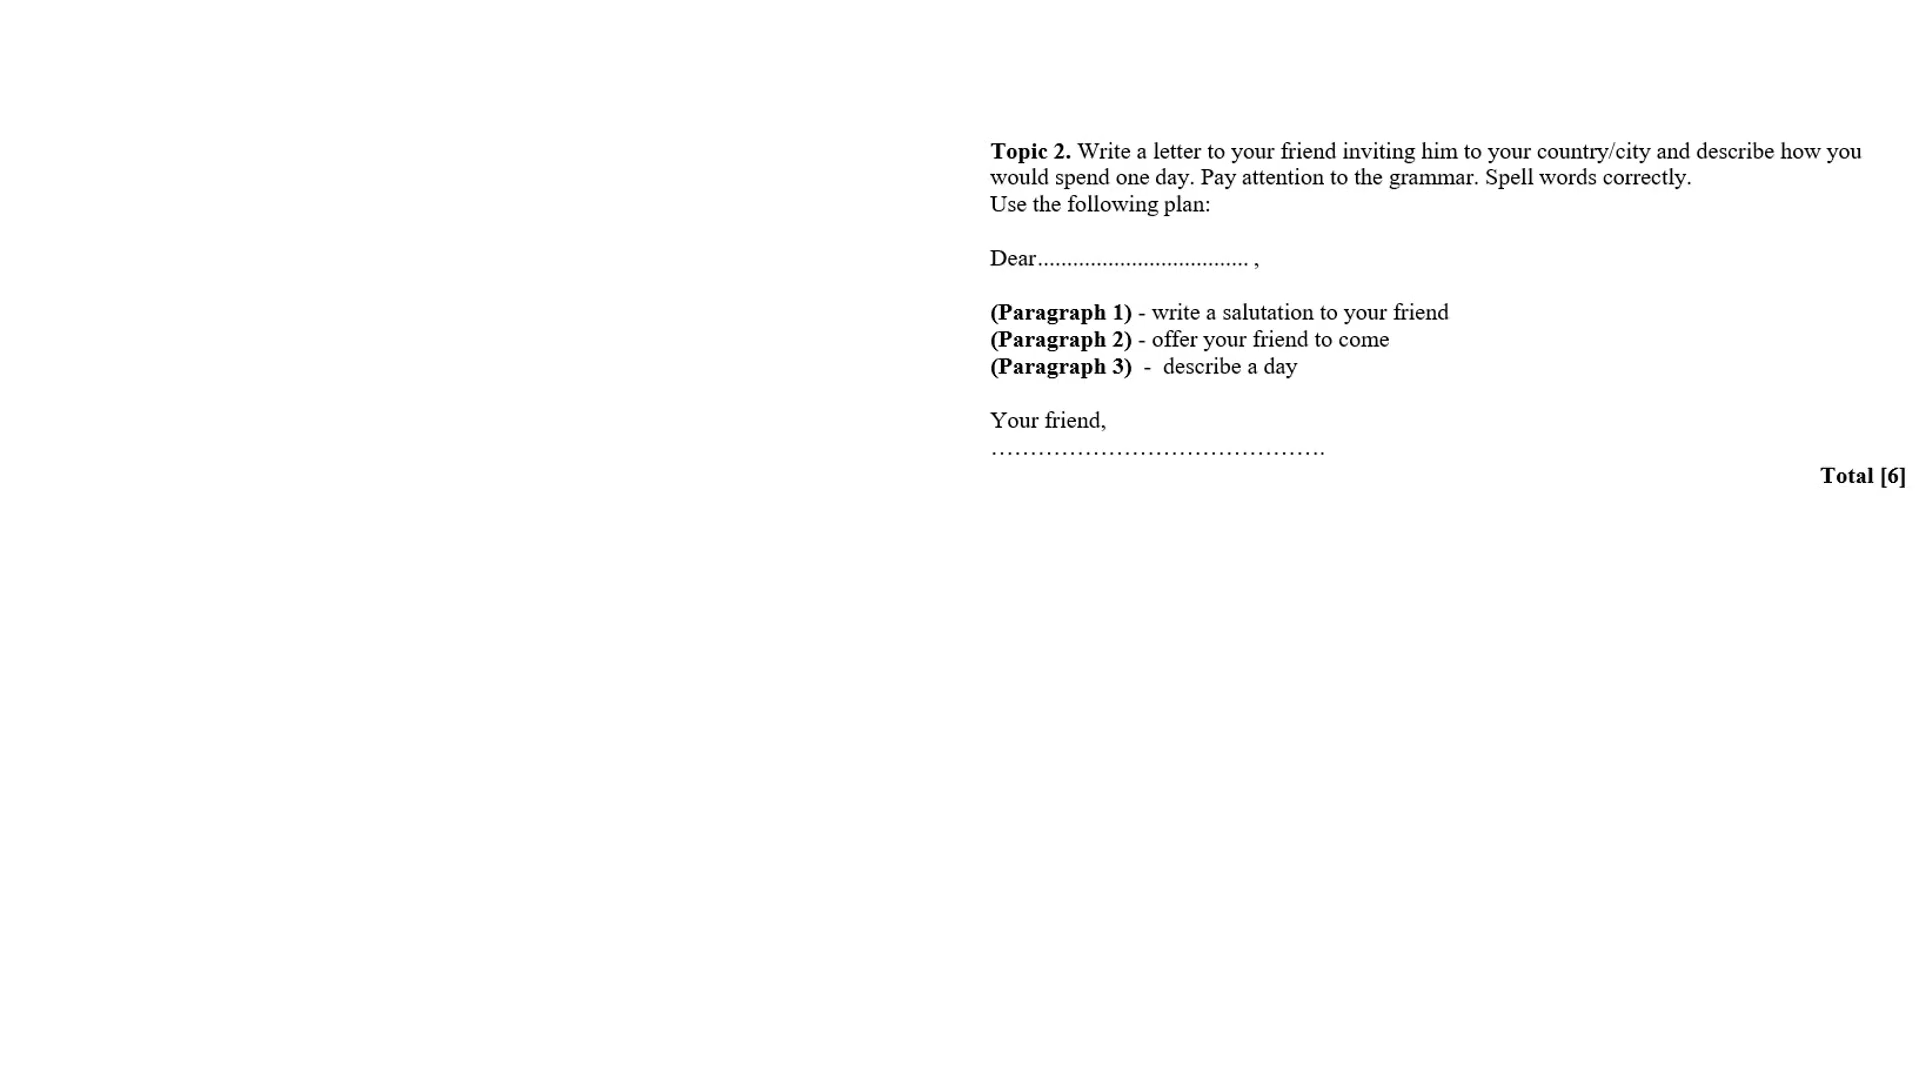 Topic 2. Write a letter to your friend inviting him to your country/city and describe how you
would spend one day. Pay attention to the grammar. Spell words correctly.
Use the following plan:
Dear.................................... ,
(Paragraph 1) - write a salutation to your friend
(Paragraph 2) - offer your friend to come
(Paragraph 3)  -  describe a day
Your friend,
…………………………………….
Total [6]